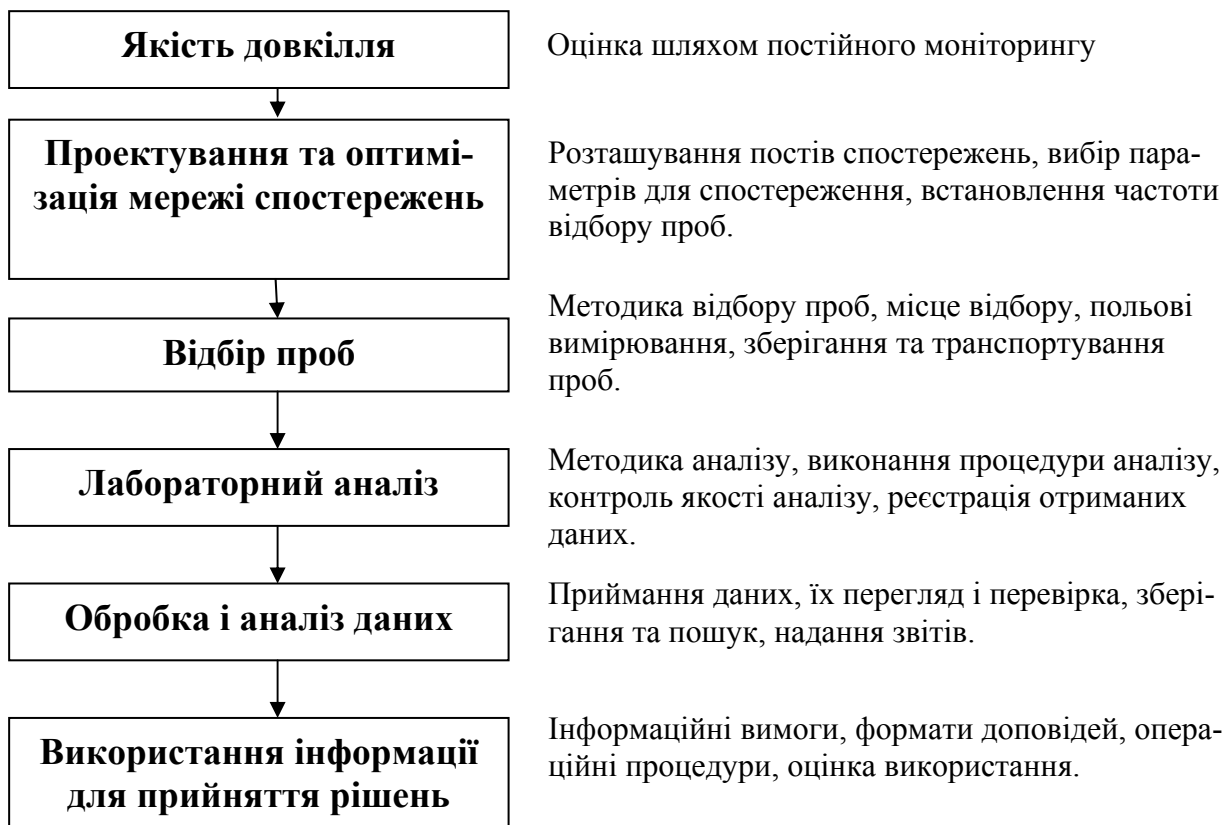 Якість довкілля
Оцінка шляхом постійного моніторингу
Проектування та оптимі-
зація мережі спостережень
Розташування постів спостережень, вибір пара-
метрів для спостереження, встановлення частоти
відбору проб.
Відбір проб
Методика відбору проб, місце відбору, польові
вимірювання, зберігання та транспортування
проб.
Лабораторний аналіз
Методика аналізу, виконання процедури аналізу,
контроль якості аналізу, реєстрація отриманих
даних.
Обробка і аналіз даних
Приймання даних, їх перегляд і перевірка, збері-
гання та пошук, надання звітів.
Використання інформації
для прийняття рішень
Інформаційні вимоги, формати доповідей, опера-
ційні процедури, оцінка використання.